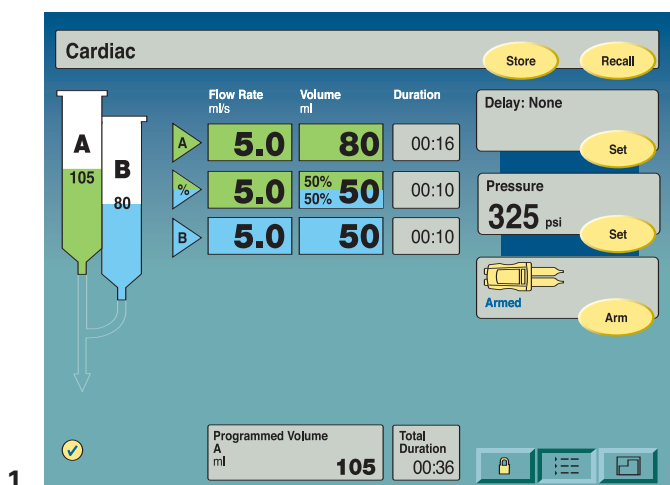 Cardiac
Store
Recall
Flow Rate Volume Duration
ml/s ml
A 5.0 80 00:16
% 5.0 50% 50% 50 00:10
B 5.0 50 00:10
A
105
B
80
Delay: None
Set
Pressure
325 psi
Set
Armed
Arm
Programmed Volume
A
ml
105
Total
Duration
00:36
1